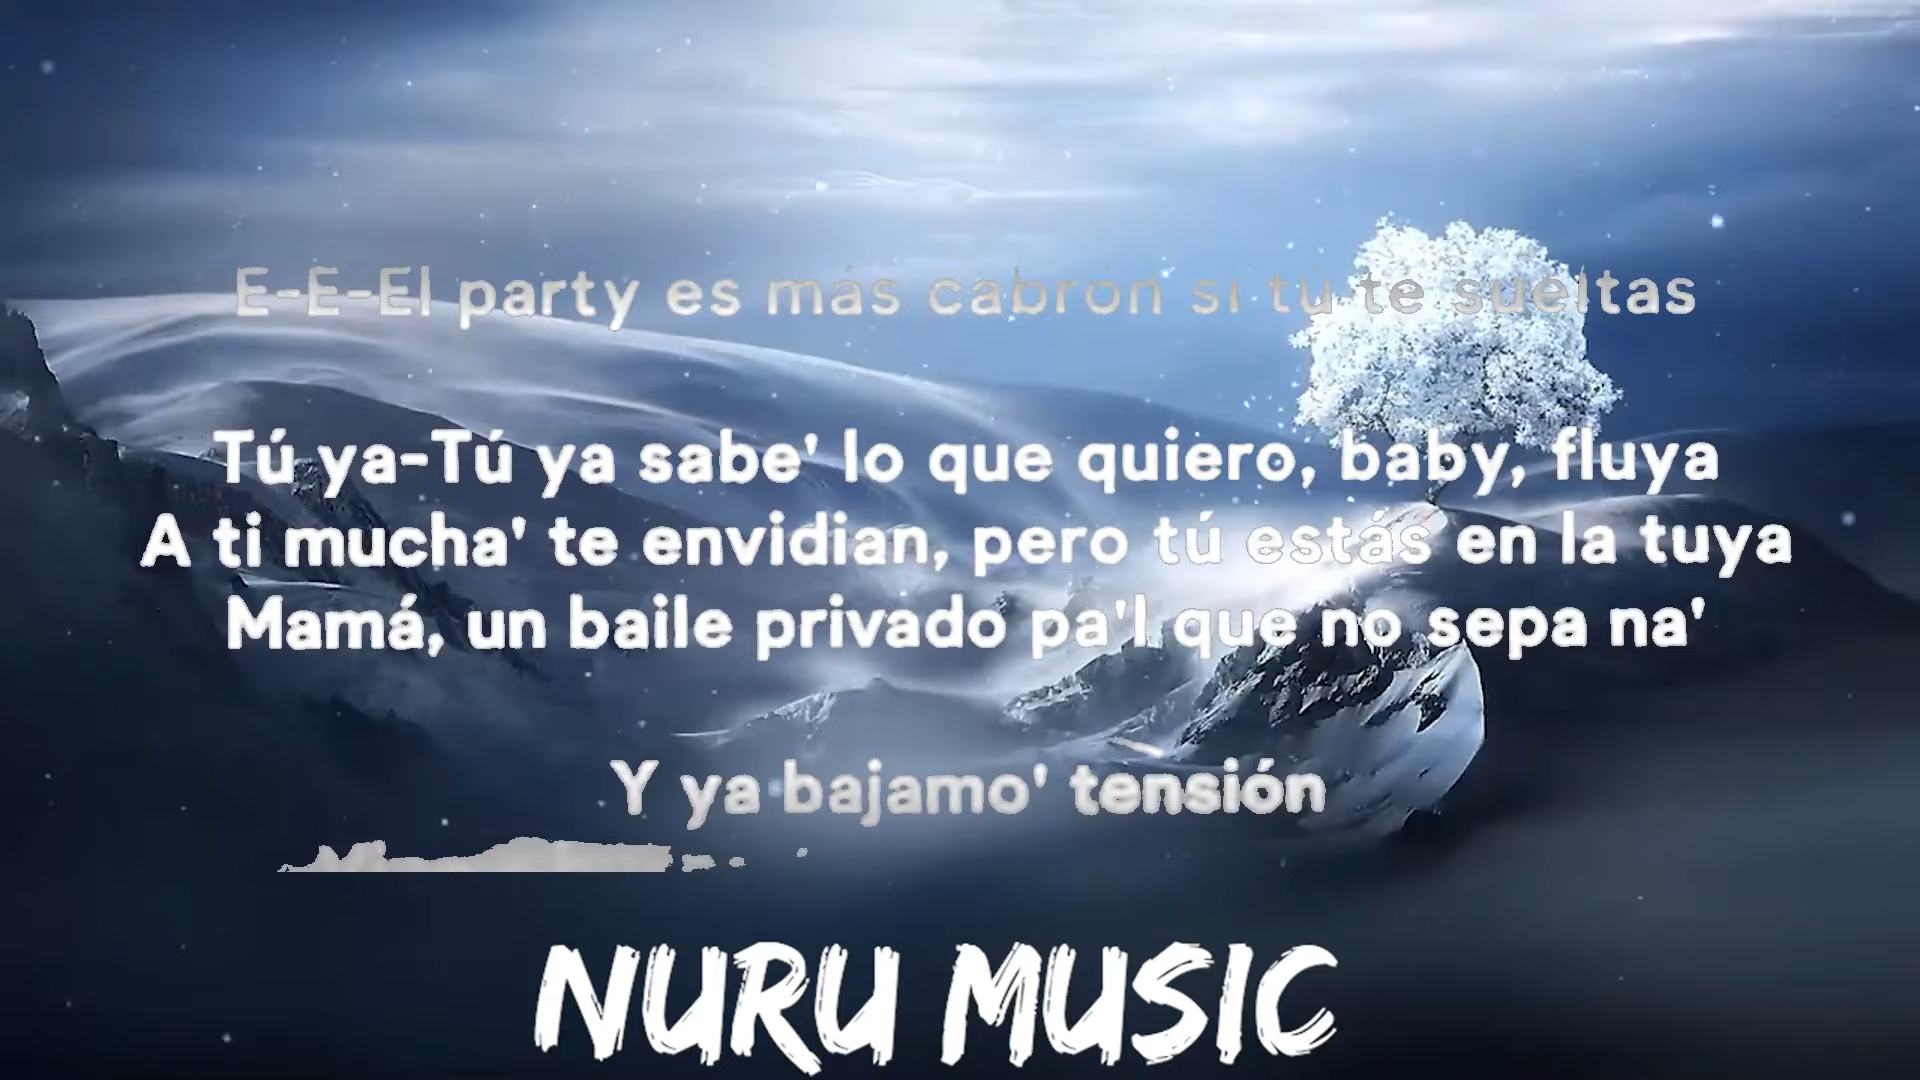 E-E-El party es más cabrón si tú te sueltas
Tú ya-Tú ya sabe' lo que quiero, baby, fluya
A ti mucha' te envidian, pero tú estás en la tuya
Mamá, un baile privado pa'l que no sepa na'
Y ya bajamo' tensión
NURU MUSIC